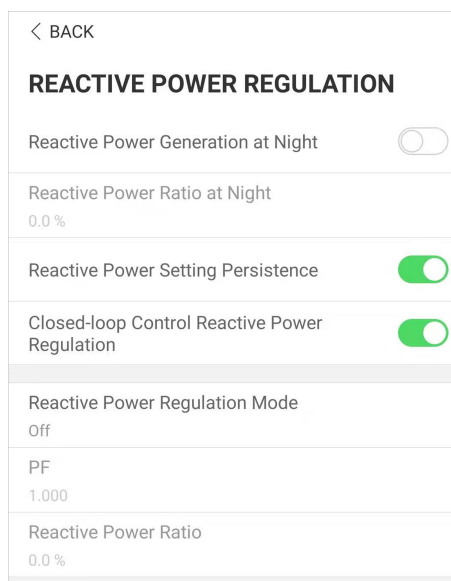 < BACK
REACTIVE POWER REGULATION
Reactive Power Generation at Night
Reactive Power Ratio at Night
0.0 %
Reactive Power Setting Persistence
Closed-loop Control Reactive Power
Regulation
Reactive Power Regulation Mode
Off
PF
1.000
Reactive Power Ratio
0.0 %